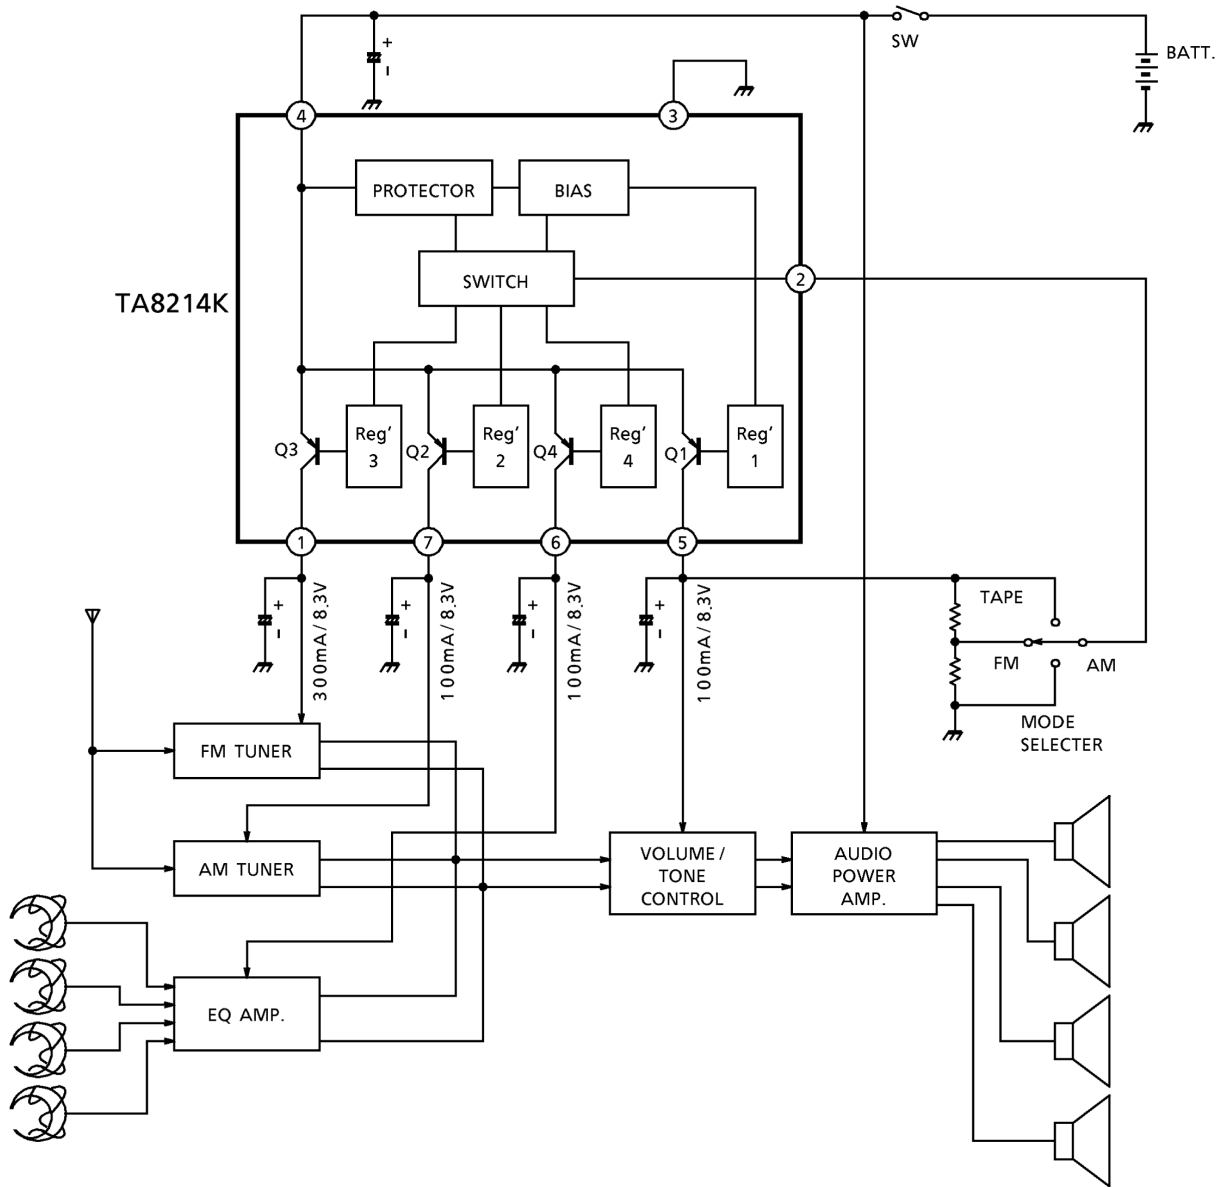 SW
+
-
BATT.
4
3
PROTECTOR
BIAS
SWITCH
2
TA8214K
Q3
Reg’
3
Q2
Reg’
2
Q4
Reg’
4
Q1
Reg’
1
1
7
6
5
+
-
300mA/8.3V
+
-
100mA/8.3V
+
-
100mA/8.3V
+
-
100mA/8.3V
TAPE
FM
AM
MODE
SELECTER
FM TUNER
AM TUNER
EQ AMP.
VOLUME/
TONE
CONTROL
AUDIO
POWER
AMP.